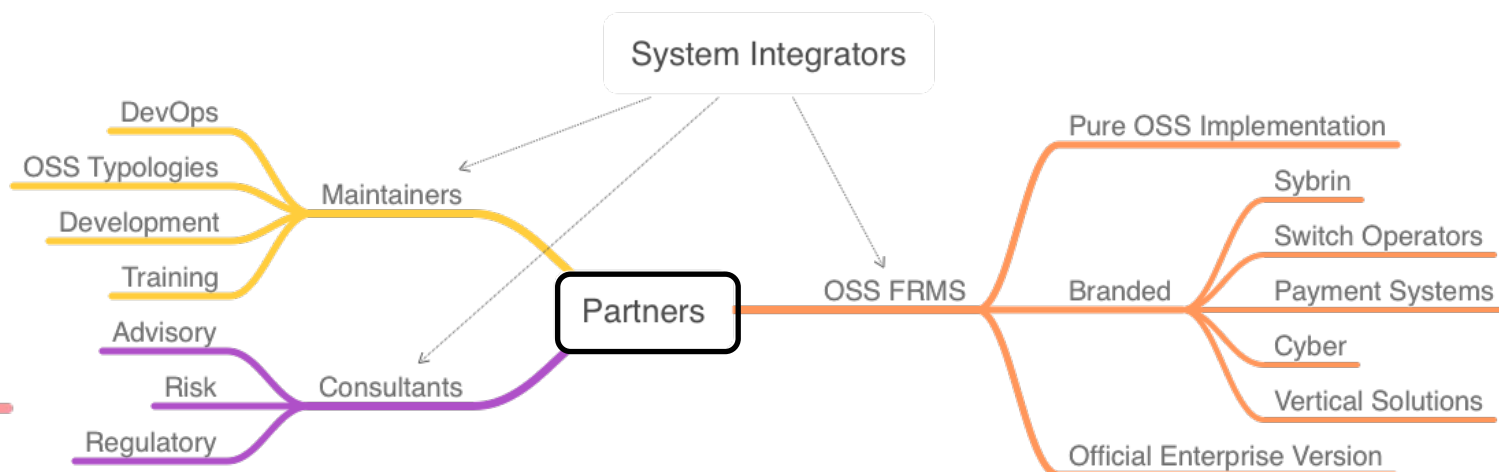 System Integrators
DevOps
OSS Typologies
Development
Training
Maintainers
Advisory
Risk
Regulatory
Consultants
Partners
OSS FRMS
Pure OSS Implementation
Branded
Sybrin
Switch Operators
Payment Systems
Cyber
Vertical Solutions
Official Enterprise Version